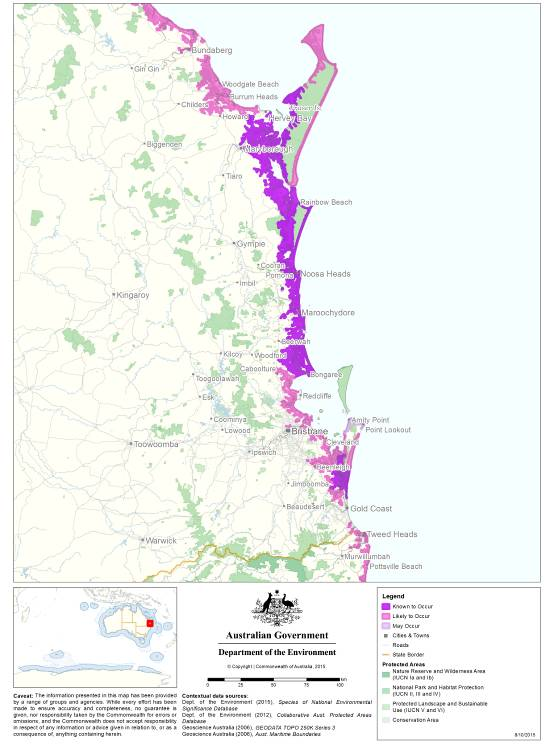 Bundaberg
Gin Gin
Woodgate Beach
Burrum Heads
Childers
Howard
Hervey Bay
Biggenden
Maryborough
Tiaro
Rainbow Beach
Gympie
Cooran
Pomona
Noosa Heads
Imbil
Kingaroy
Maroochydore
Kilcoy
Woodford
Caboolture
Bongaree
Toogoolawah
Esk
Redcliffe
Coominya
Lowood
Amity Point
Point Lookout
Brisbane
Cleveland
Toowoomba
Ipswich
Beenleigh
Jimboomba
Beaudesert
Gold Coast
Warwick
Tweed Heads
Murwillumbah
Pottsville Beach
Australian Government
Department of the Environment
© Copyright | Commonwealth of Australia, 2015
0
100
km
Caveat: The information presented in this map has been provided
by a range of groups and agencies. While every effort has been
made to ensure accuracy and completeness, no guarantee is
given, nor responsibility taken by the Commonwealth for errors or
omissions, and the Commonwealth does not accept responsibility
in respect of any information or advice given in relation to, or as a
consequence of, anything containing herein.
Contextual data sources:
Dept. of the Environment (2015), Species of National Environmental
Significance Database
Dept. of the Environment (2012), Collaborative Aust. Protected Areas
Database
Geoscience Australia (2006), GEODATA TOPO 250K Series 3
Geoscience Australia (2006), Aust. Maritime Boundaries
Legend
Known to Occur
Likely to Occur
May Occur
Cities & Towns
Roads
State Border
Protected Areas
Nature Reserve and Wilderness Area
(IUCN Ia and Ib)
National Park and Habitat Protection
(IUCN II, III and IV)
Protected Landscape and Sustainable
Use (IUCN V and VI)
Conservation Area
8/10/2015